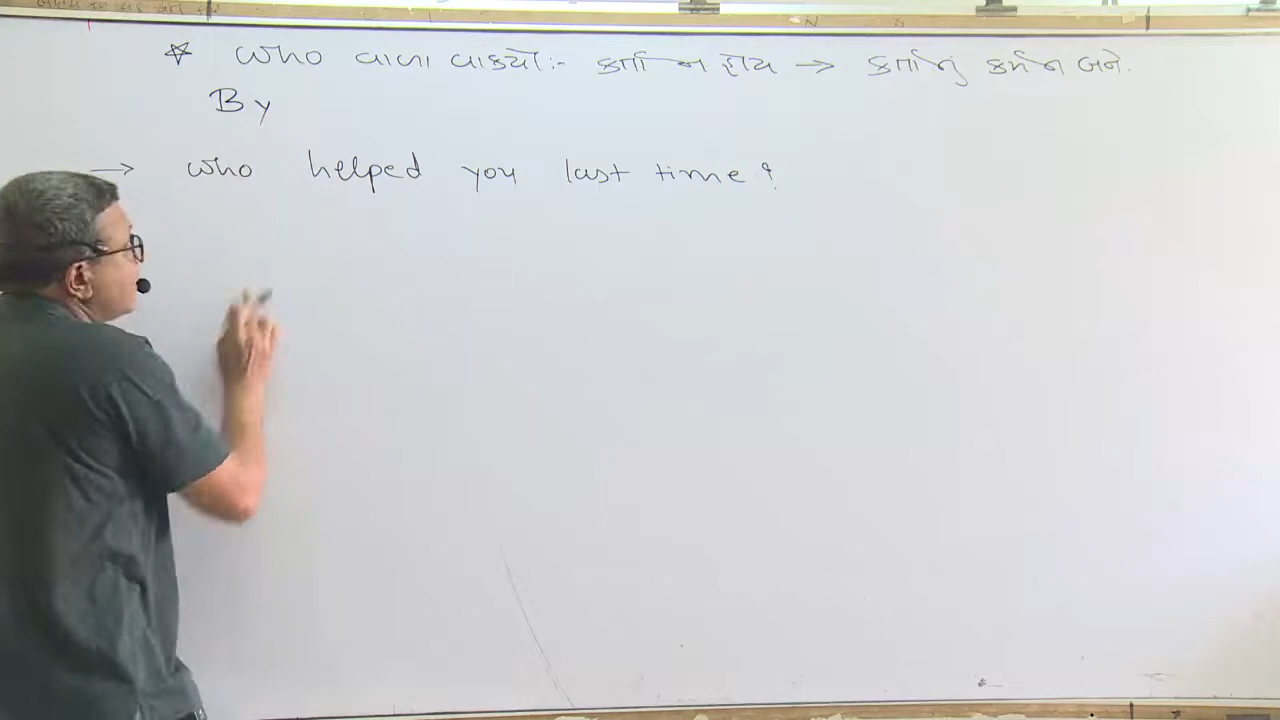 ☆ Who વાળા વાક્યો:- કર્તા ન હોય → કર્તાનું કર્મ ન બને.
By
→ who helped you last time?